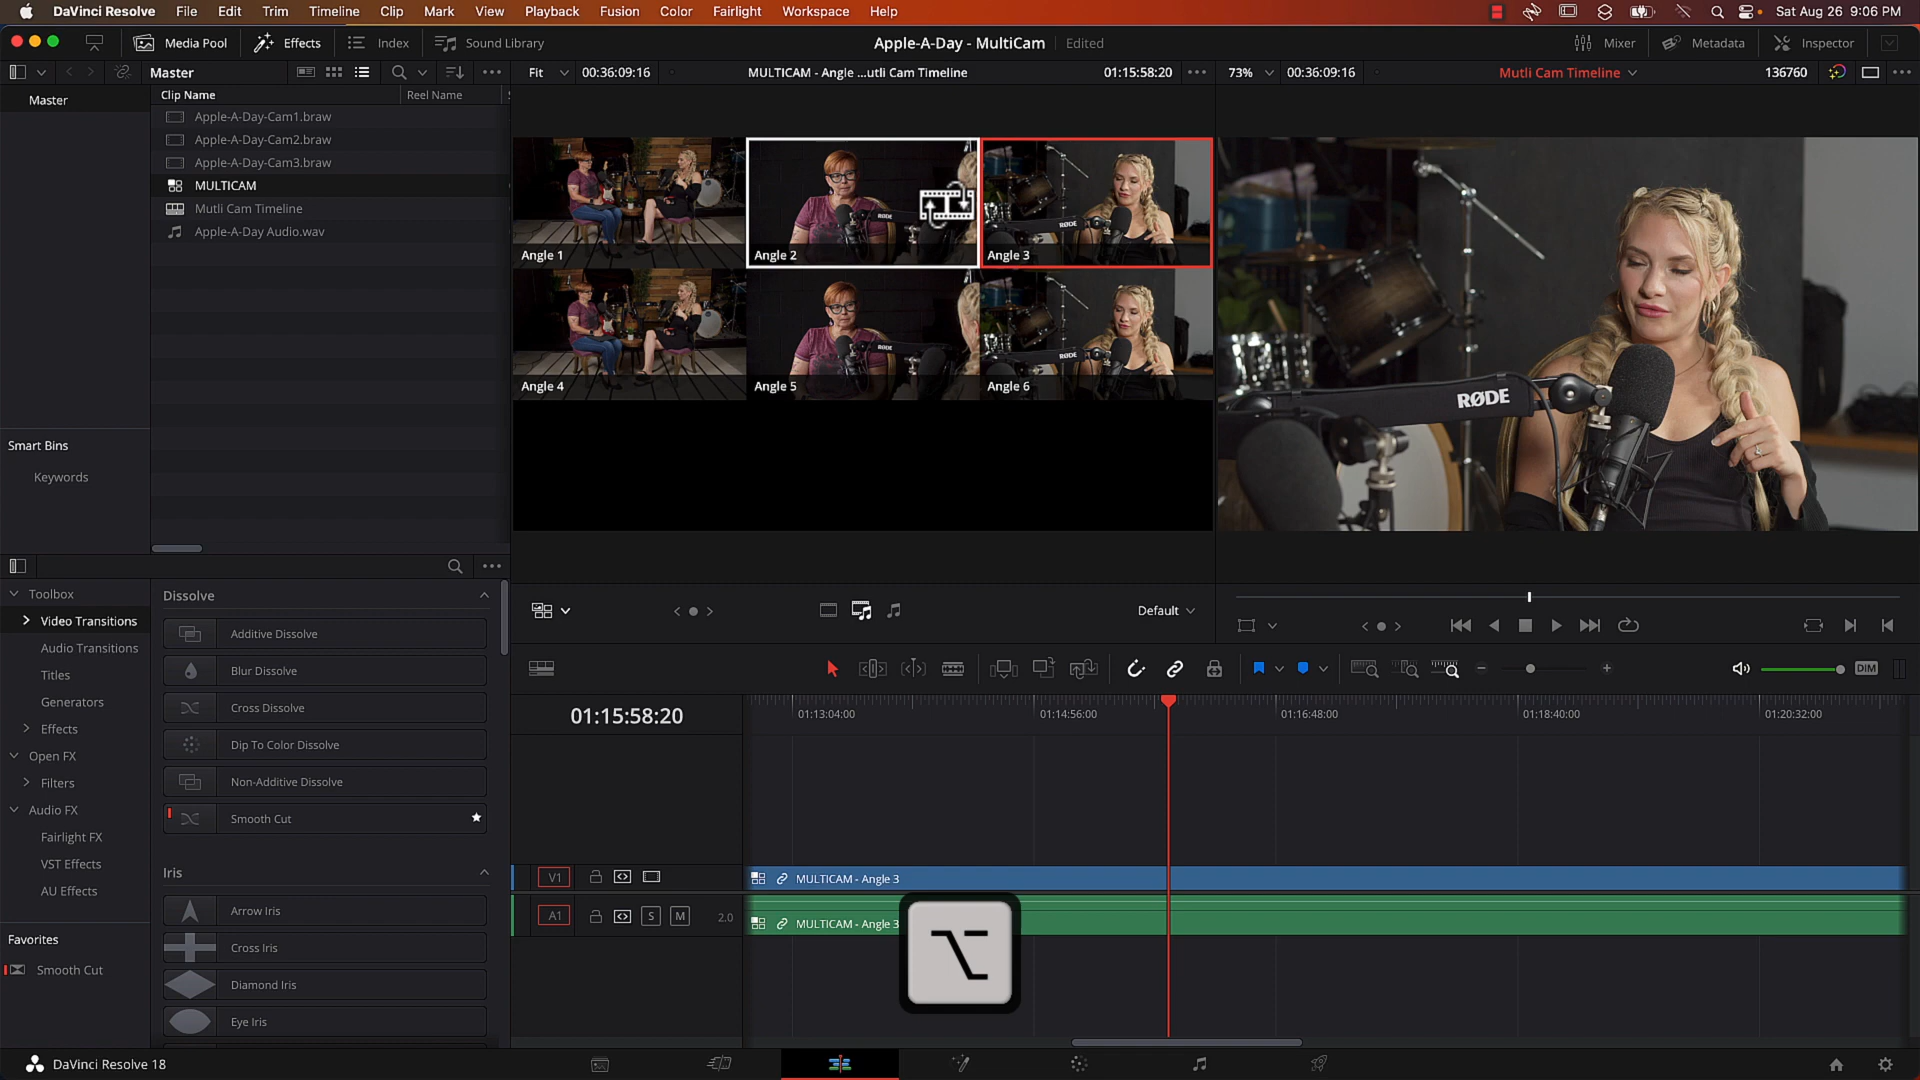 DaVinci Resolve File Edit Trim Timeline Clip Mark View Playback Fusion Color Fairlight Workspace Help Sat Aug 26 9:06 PM
Media Pool Effects Index Sound Library Apple-A-Day - MultiCam Edited Mixer Metadata Inspector
Master Fit 00:36:09:16 MULTICAM - Angle ...utli Cam Timeline 01:15:58:20 73% 00:36:09:16 Mutli Cam Timeline 136760
Master Clip Name Reel Name
Apple-A-Day-Cam1.braw
Apple-A-Day-Cam2.braw
Apple-A-Day-Cam3.braw
MULTICAM
Mutli Cam Timeline
Apple-A-Day Audio.wav
RØDE RØDE
Angle 1 Angle 2 Angle 3
RØDE RØDE
Angle 4 Angle 5 Angle 6
RØDE
Smart Bins
Keywords
Default
Toolbox
Video Transitions
Audio Transitions
Titles
Generators
Effects
Open FX
Filters
Audio FX
Fairlight FX
VST Effects
AU Effects
Favorites
Smooth Cut
Dissolve
Additive Dissolve
Blur Dissolve
Cross Dissolve
Dip To Color Dissolve
Non-Additive Dissolve
Smooth Cut
Iris
Arrow Iris
Cross Iris
Diamond Iris
Eye Iris
DIM
01:15:58:20 01:13:04:00 01:14:56:00 01:16:48:00 01:18:40:00 01:20:32:00
V1 MULTICAM - Angle 3
A1 S M 2.0 MULTICAM - Angle 3
DaVinci Resolve 18